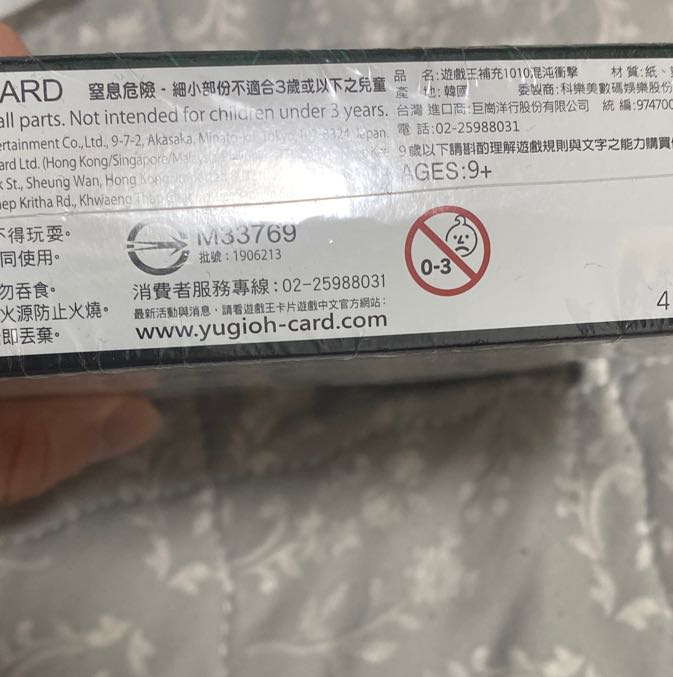 ARD 窒息危險 - 細小部份不適合3歲或以下之兒童
all parts. Not intended for children under 3 years.
ertainment Co., Ltd., 9-7-2, Akasaka, Japan.
ard Ltd. (Hong Kong/Singapore/
k St., Sheung Wan, Hong Kong
ep Kritha Rd., Khwaeng
品 名:遊戲王補充1010混沌衝擊 材質:紙、
產 地:韓國 委製商:科樂美數碼娛樂股份
台灣 進口商:巨崗洋行股份有限公司 統 編:974700
電 話:02-25988031
9歲以下請斟酌理解遊戲規則與文字之能力購買
AGES:9+
不得玩耍。
同使用。
勿吞食。
火源防止火燒。
即丟棄。
M33769
批號:1906213
消費者服務專線:02-25988031
最新活動與消息,請看遊戲王卡片遊戲中文官方網站:
www.yugioh-card.com
0-3
4